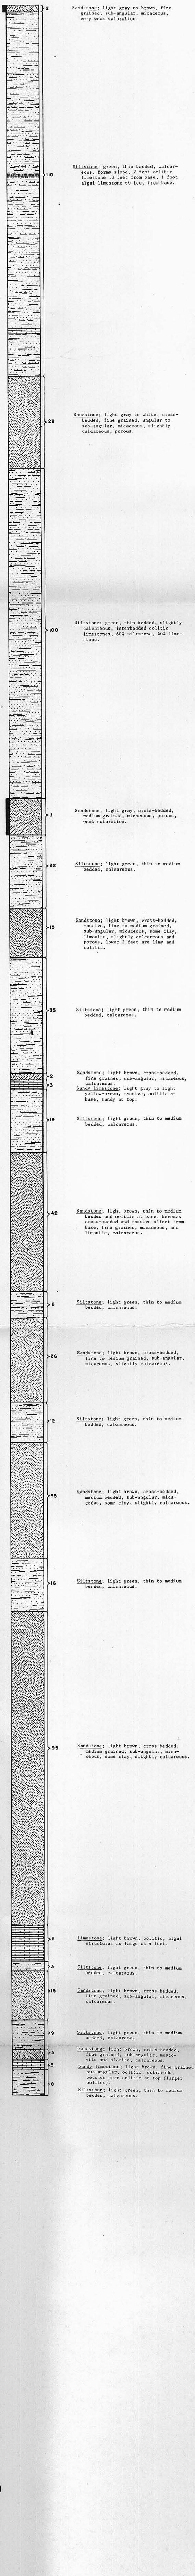 2
Sandstone; light gray to brown, fine
grained, sub-angular, micaceous,
very weak saturation.
110
Siltstone; green, thin bedded, calcar-
eous, forms slope, 2 foot oolitic
limestone 13 feet from base, 1 foot
algal limestone 60 feet from base.
28
Sandstone; light gray to white, cross-
bedded, fine grained, angular to
sub-angular, micaceous, slightly
calcareous, porous.
100
Siltstone; green, thin bedded, slightly
calcareous, interbedded oolitic
limestones, 60% siltstone, 40% lime-
stone.
11
Sandstone; light gray, cross-bedded,
medium grained, micaceous, porous,
weak saturation.
22
Siltstone; light green, thin to medium
bedded, calcareous.
15
Sandstone; light brown, cross-bedded,
massive, fine to medium grained,
sub-angular, micaceous, some clay,
limonite, slightly calcareous and
porous, lower 2 feet are limy and
oolitic.
35
Siltstone; light green, thin to medium
bedded, calcareous.
2
Sandstone; light brown, cross-bedded,
fine grained, sub-angular, micaceous,
calcareous.
3
Sandy limestone; light gray to light
yellow-brown, massive, oolitic at
base, sandy at top.
19
Siltstone; light green, thin to medium
bedded, calcareous.
42
Sandstone; light brown, thin to medium
bedded and oolitic at base, becomes
cross-bedded and massive ½ feet from
base, fine grained, micaceous, and
limonite, calcareous.
8
Siltstone; light green, thin to medium
bedded, calcareous.
26
Sandstone; light brown, cross-bedded,
fine to medium grained, sub-angular,
micaceous, slightly calcareous.
12
Siltstone; light green, thin to medium
bedded, calcareous.
35
Sandstone; light brown, cross-bedded,
medium bedded, sub-angular, mica-
ceous, some clay, slightly calcareous.
16
Siltstone; light green, thin to medium
bedded, calcareous.
95
Sandstone; light brown, cross-bedded,
medium grained, sub-angular, mica-
ceous, some clay, slightly calcareous.
11
Limestone; light brown, oolitic, algal
structures as large as 4 feet.
3
Siltstone; light green, thin to medium
bedded, calcareous.
15
Sandstone; light brown, cross-bedded,
fine grained, sub-angular, micaceous,
calcareous.
9
Siltstone; light green, thin to medium
bedded, calcareous.
3
Sandstone; light brown, cross-bedded,
fine grained, sub-angular, musco-
vite and biotite, calcareous.
3
Sandy limestone; light brown, fine grained
sub-angular, oolitic, ostracods,
becomes more oolitic at top (larger
oolites).
8
Siltstone; light green, thin to medium
bedded, calcareous.